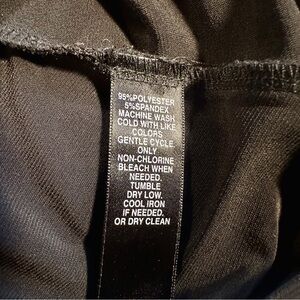 95%POLYESTER
5%SPANDEX
MACHINE WASH
COLD WITH LIKE
COLORS
GENTLE CYCLE.
ONLY
NON-CHLORINE
BLEACH WHEN
NEEDED.
TUMBLE
DRY LOW.
COOL IRON
IF NEEDED.
OR DRY CLEAN